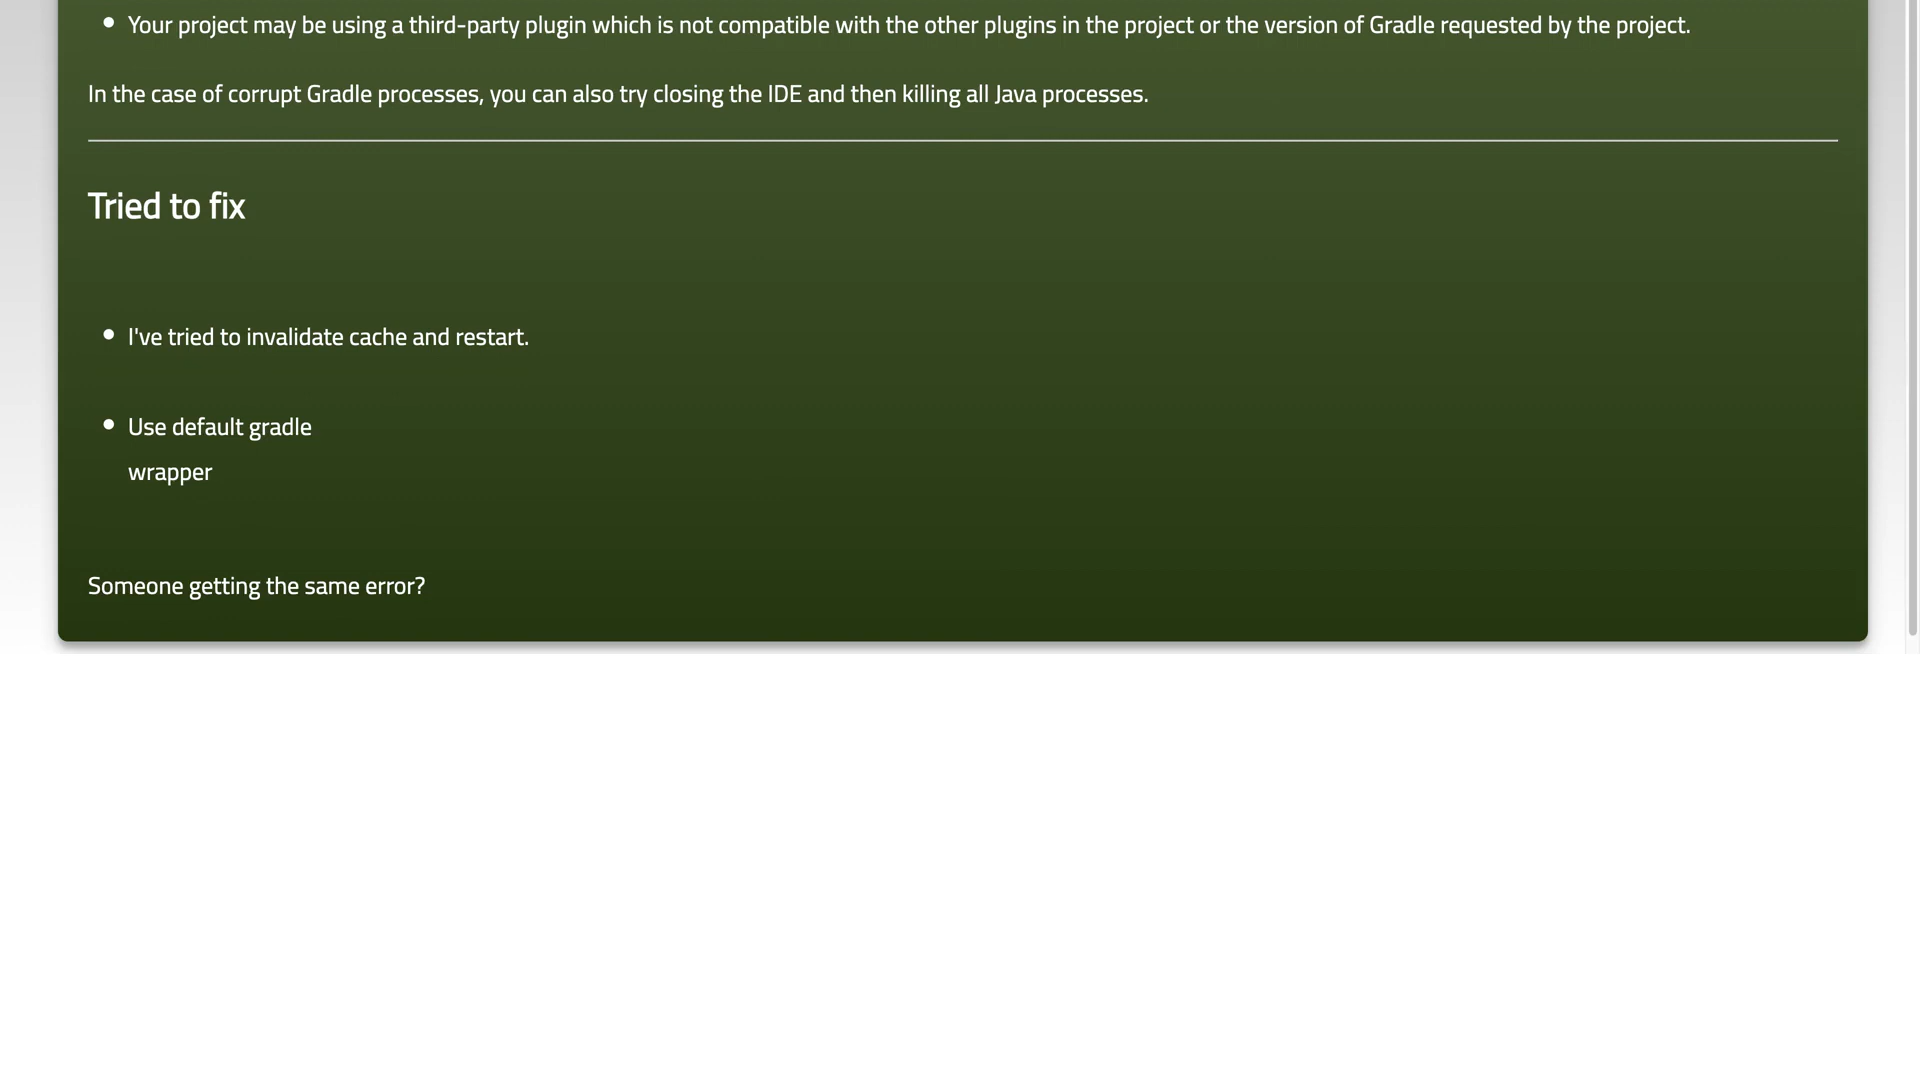 Your project may be using a third-party plugin which is not compatible with the other plugins in the project or the version of Gradle requested by the project.
In the case of corrupt Gradle processes, you can also try closing the IDE and then killing all Java processes.
Tried to fix
I've tried to invalidate cache and restart.
Use default gradle
wrapper
Someone getting the same error?